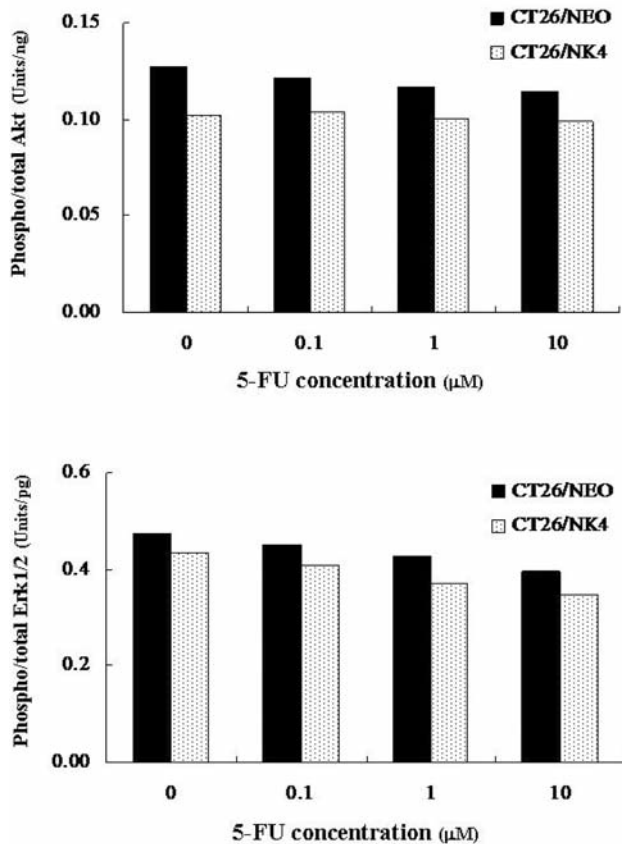 0.15
0.10
0.05
0.00
Phospho/total Akt (Units/ng)
CT26/NEO
CT26/NK4
0 0.1 1 10
5-FU concentration (μM)
0.6
0.4
0.2
0.00
Phospho/total Erk1/2 (Units/pg)
CT26/NEO
CT26/NK4
0 0.1 1 10
5-FU concentration (μM)